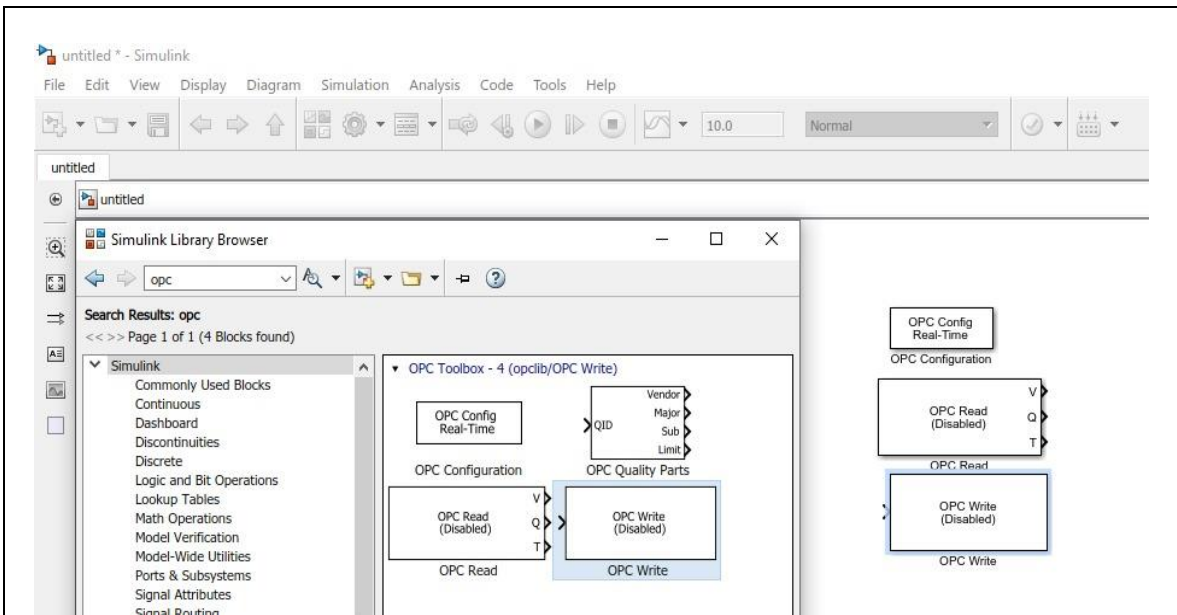 untitled * - Simulink
File Edit View Display Diagram Simulation Analysis Code Tools Help
10.0 Normal
untitled
untitled
Simulink Library Browser
opc
Search Results: opc
<< >> Page 1 of 1 (4 Blocks found)
Simulink
Commonly Used Blocks
Continuous
Dashboard
Discontinuities
Discrete
Logic and Bit Operations
Lookup Tables
Math Operations
Model Verification
Model-Wide Utilities
Ports & Subsystems
Signal Attributes
Signal Routing
OPC Toolbox - 4 (opclib/OPC Write)
OPC Config
Real-Time
OPC Configuration
QID
Vendor
Major
Sub
Limit
OPC Quality Parts
OPC Read
(Disabled)
V
Q
T
OPC Read
OPC Write
(Disabled)
OPC Write
OPC Config
Real-Time
OPC Configuration
OPC Read
(Disabled)
V
Q
T
OPC Read
OPC Write
(Disabled)
OPC Write